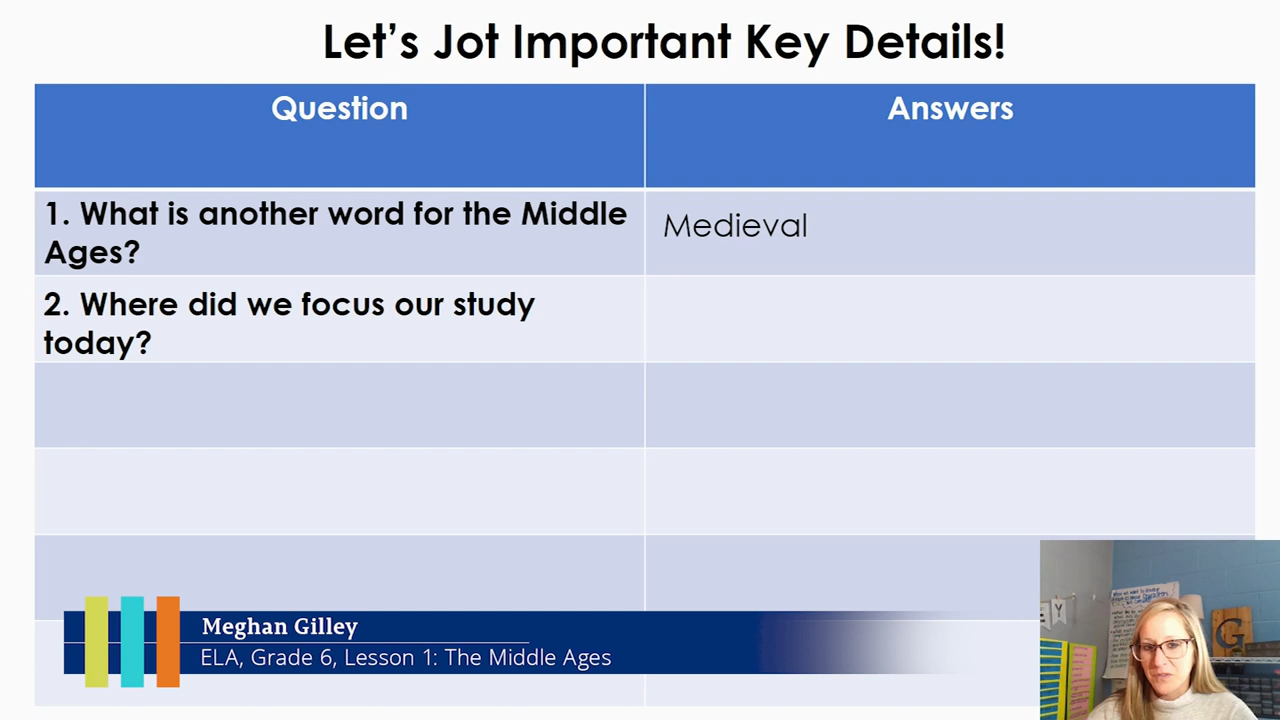 Let's Jot Important Key Details!
Question
Answers
1. What is another word for the Middle
Ages?
Medieval
2. Where did we focus our study
today?
Meghan Gilley
ELA, Grade 6, Lesson 1: The Middle Ages
EY
G